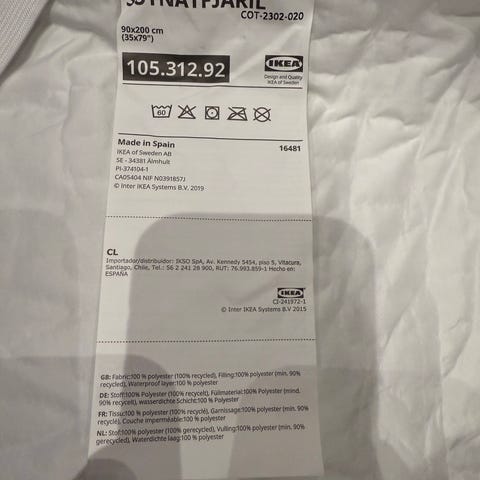 COT-2302-020
90x200 cm
(35x79")
105.312.92
IKEA
Design and Quality
IKEA of Sweden
60
Made in Spain
16481
IKEA of Sweden AB
SE - 34381 Älmhult
PI-374104-1
CA05404 NIF N0391857J
© Inter IKEA Systems B.V. 2019
CL
Importador/distribuidor: IKSO SpA, Av. Kennedy 5454, piso 5, Vitacura,
Santiago, Chile, Tel.: 56 2 241 28 900, RUT: 76.993.859-1 Hecho en:
ESPAÑA
IKEA
CI-241972-1
© Inter IKEA Systems B.V 2015
GB: Fabric:100 % polyester (100% recycled), Filling:100 % polyester (min. 90%
recycled), Waterproof layer:100 % polyester
DE: Stoff:100 % Polyester (100% recycelt), Füllmaterial:100 % Polyester (mind.
90% recycelt), wasserdichte Schicht:100 % Polyester
FR: Tissu:100 % polyester (100% recyclé), Garnissage:100 % polyester (min. 90%
recyclé), Couche imperméable:100 % polyester
NL: Stof:100% polyester (100% gerecycled), Vulling:100% polyester (min. 90%
gerecycled), Waterdichte laag:100 % polyester